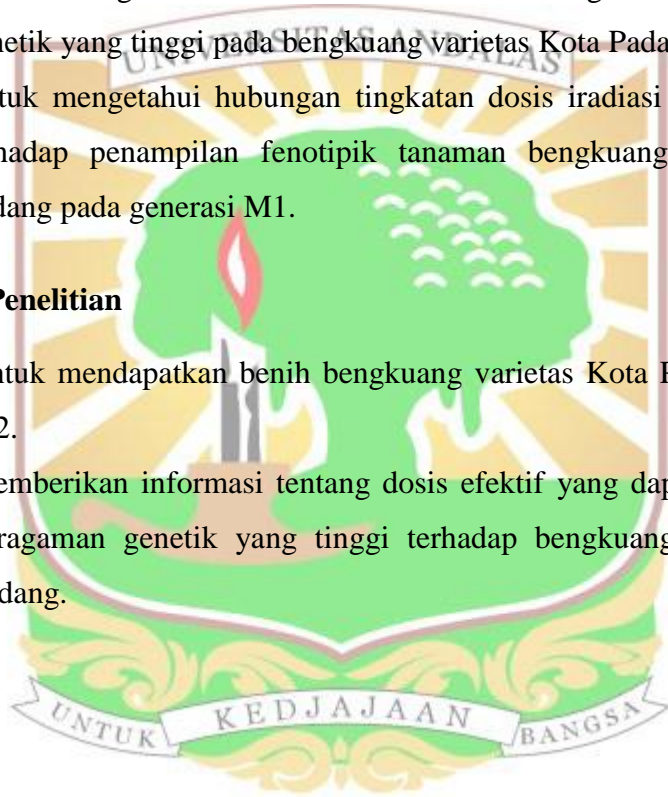 netik yang tinggi pada bengkuang varietas Kota Pada
UNIVERSITAS ANDALAS
tuk mengetahui hubungan tingkatan dosis iradiasi
hadap penampilan fenotipik tanaman bengkuang
dang pada generasi M1.
Penelitian
ntuk mendapatkan benih bengkuang varietas Kota P
2.
emberikan informasi tentang dosis efektif yang dap
ragaman genetik yang tinggi terhadap bengkuang
dang.
UNTUK KEDJAJAAN BANGSA